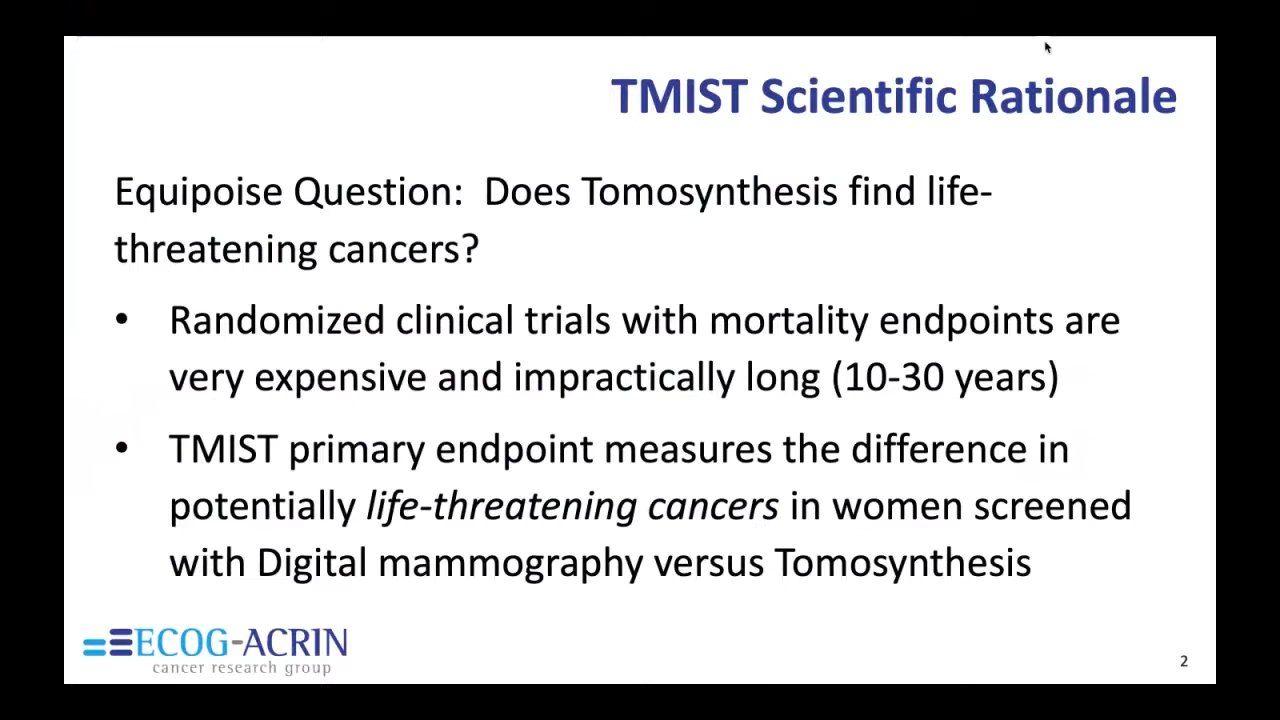 TMIST Scientific Rationale
Equipoise Question:  Does Tomosynthesis find life-
threatening cancers?
• Randomized clinical trials with mortality endpoints are
very expensive and impractically long (10-30 years)
• TMIST primary endpoint measures the difference in
potentially life-threatening cancers in women screened
with Digital mammography versus Tomosynthesis
ECOG-ACRIN
cancer research group
2